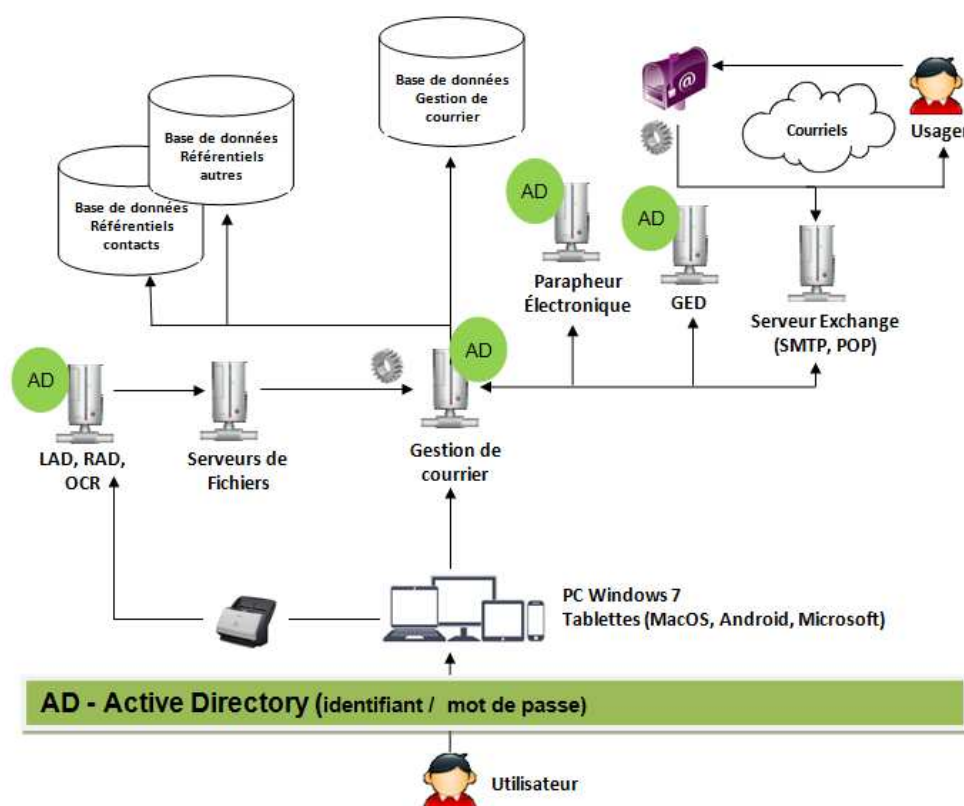 Base de données
Gestion de
courrier
Base de données
Référentiels
autres
Base de données
Référentiels
contacts
@
Courriels
Usager
AD
Parapheur
Électronique
AD
GED
Serveur Exchange
(SMTP, POP)
AD
LAD, RAD,
OCR
Serveurs de
Fichiers
AD
Gestion de
courrier
PC Windows 7
Tablettes (MacOS, Android, Microsoft)
AD - Active Directory (identifiant / mot de passe)
Utilisateur